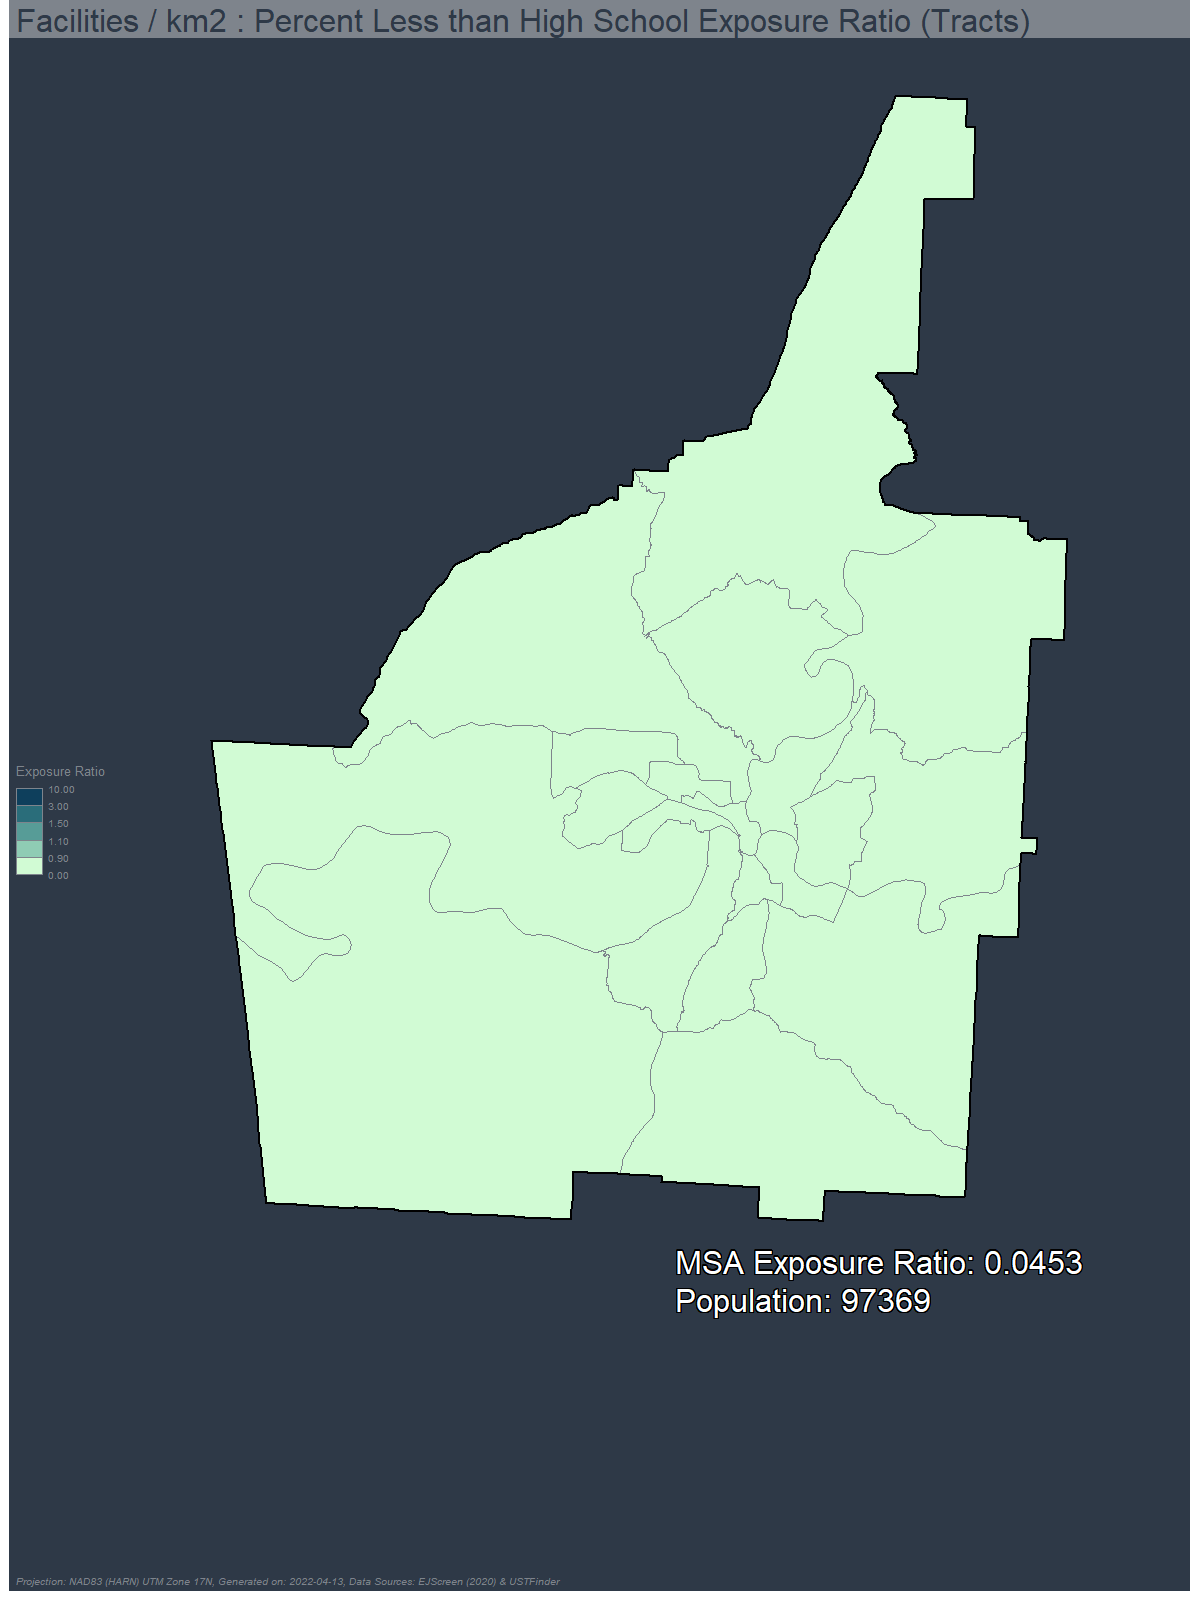 Facilities / km2 : Percent Less than High School Exposure Ratio (Tracts)
Exposure Ratio
10.00
3.00
1.50
1.10
0.90
0.00
MSA Exposure Ratio: 0.0453
Population: 97369
Projection: NAD83 (HARN) UTM Zone 17N, Generated on: 2022-04-13, Data Sources: EJScreen (2020) & USTFinder